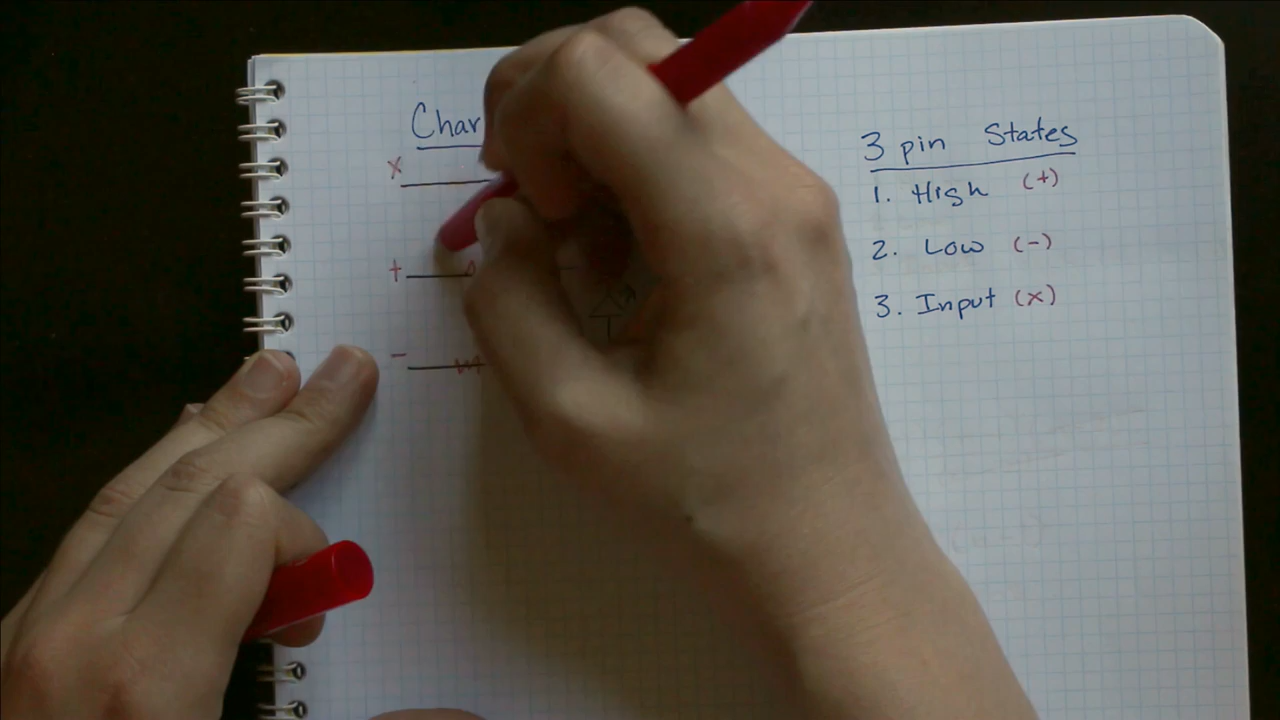 Char
x
+
-
3 pin States
1. High (+)
2. Low (-)
3. Input (x)